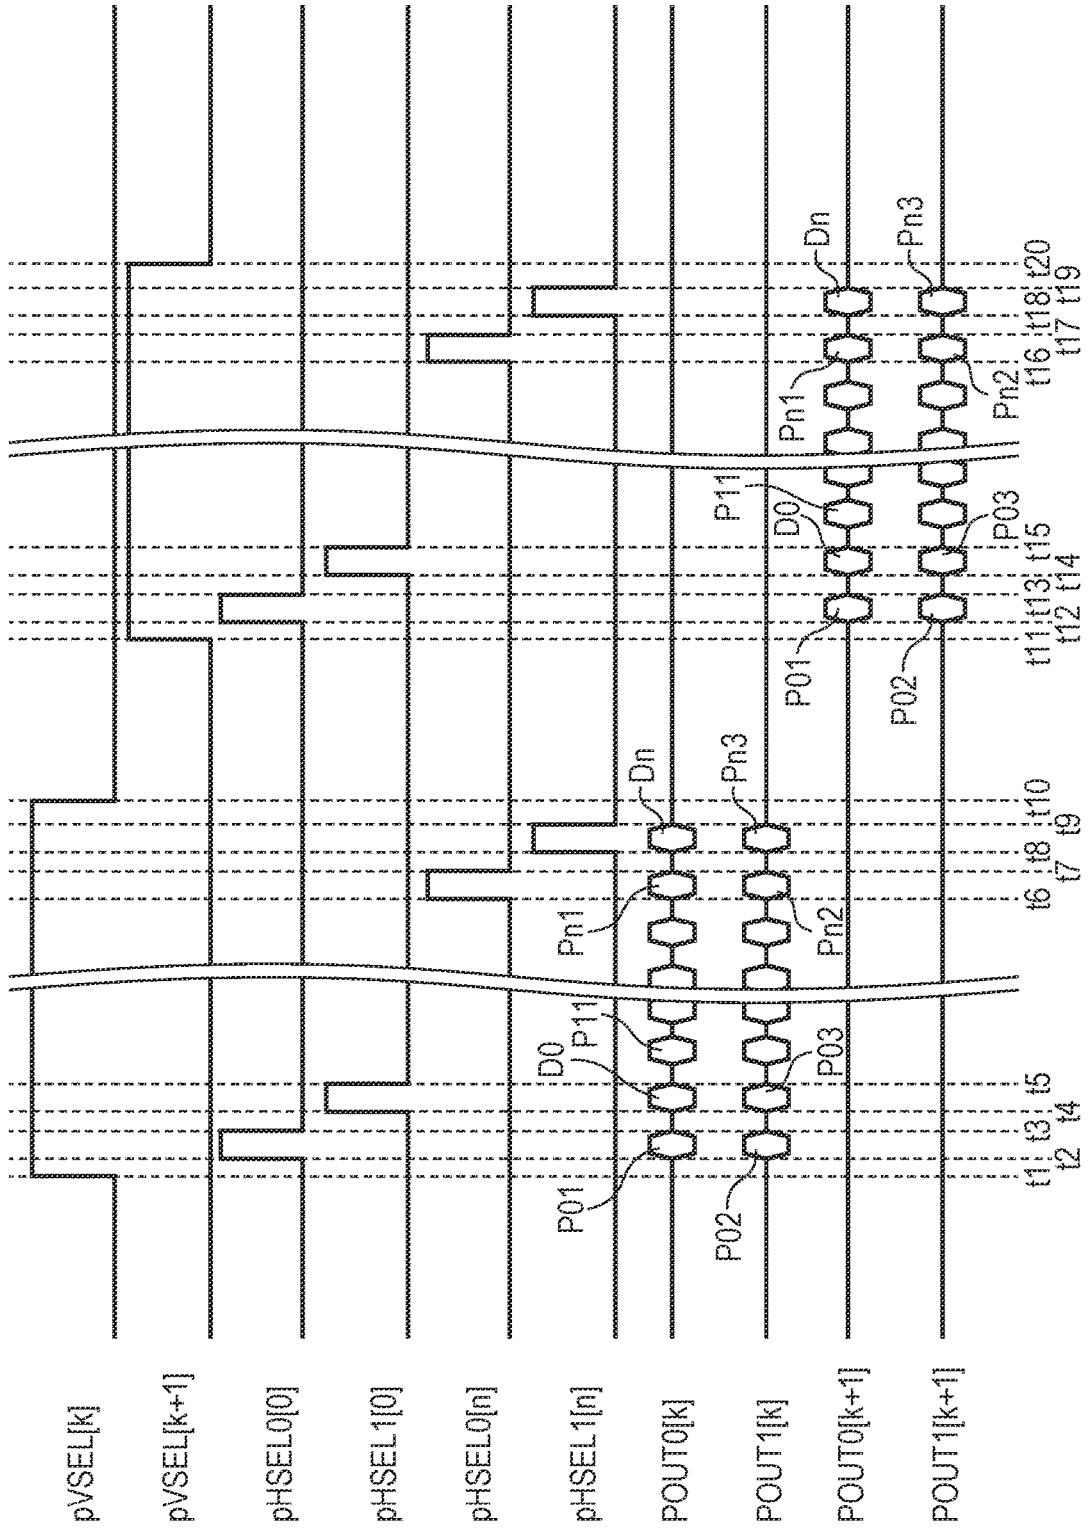 pVSEL[k]
pVSEL[k+1]
pHSEL0[0]
pHSEL1[0]
pHSEL0[n]
pHSEL1[n]
POUT0[k]
P01
D0
P11
Pn1
Dn
POUT1[k]
P02
P03
Pn2
Pn3
POUT0[k+1]
P01
D0
P11
Pn1
Dn
POUT1[k+1]
P02
P03
Pn2
Pn3
t1 t3 t4 t6 t8 t10 t11 t13 t14 t16 t18 t20
t2 t5 t7 t9 t12 t15 t17 t19